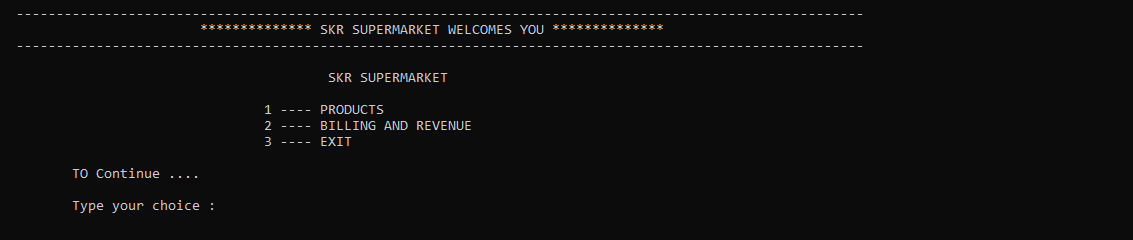 ----------------------------------------------------------------------------------------------------------
************** SKR SUPERMARKET WELCOMES YOU **************
----------------------------------------------------------------------------------------------------------
SKR SUPERMARKET
1 ---- PRODUCTS
2 ---- BILLING AND REVENUE
3 ---- EXIT
TO Continue ....
Type your choice :